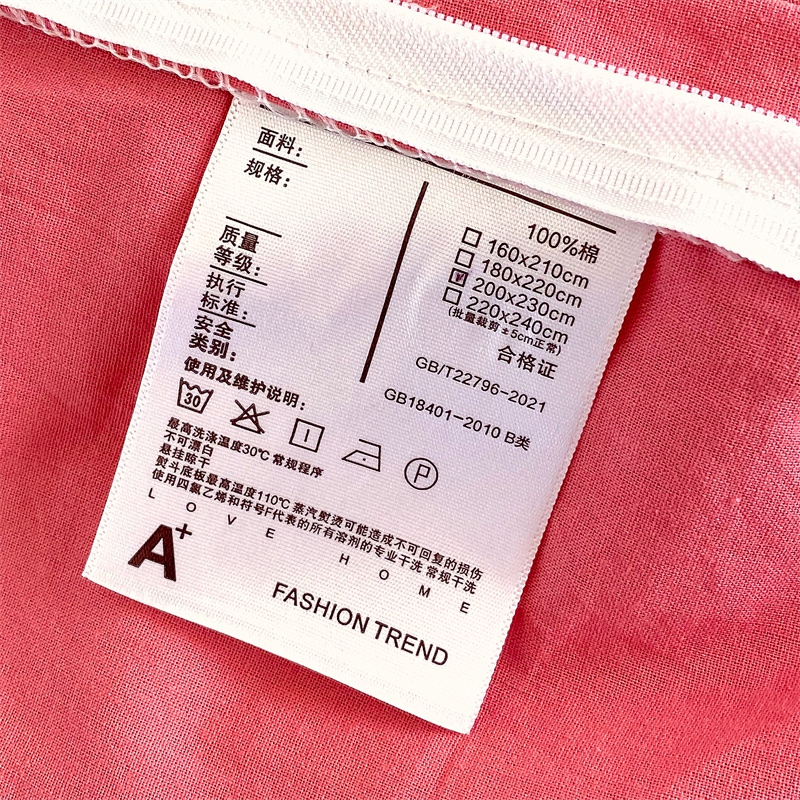 面料:
100%棉
规格:
160x210cm
180x220cm
200x230cm
220x240cm
(批量裁剪±5cm正常)
质量
等级:
合格证
执行
标准:
GB/T22796-2021
安全
类别:
GB18401-2010 B类
使用及维护说明:
30
P
最高洗涤温度30℃ 常规程序
不可漂白
悬挂晾干
熨斗底板最高温度110℃ 蒸汽熨烫可能造成不可回复的损伤
使用四氯乙烯和符号F代表的所有溶剂的专业干洗 常规干洗
LOVE HOME
A+
FASHION TREND